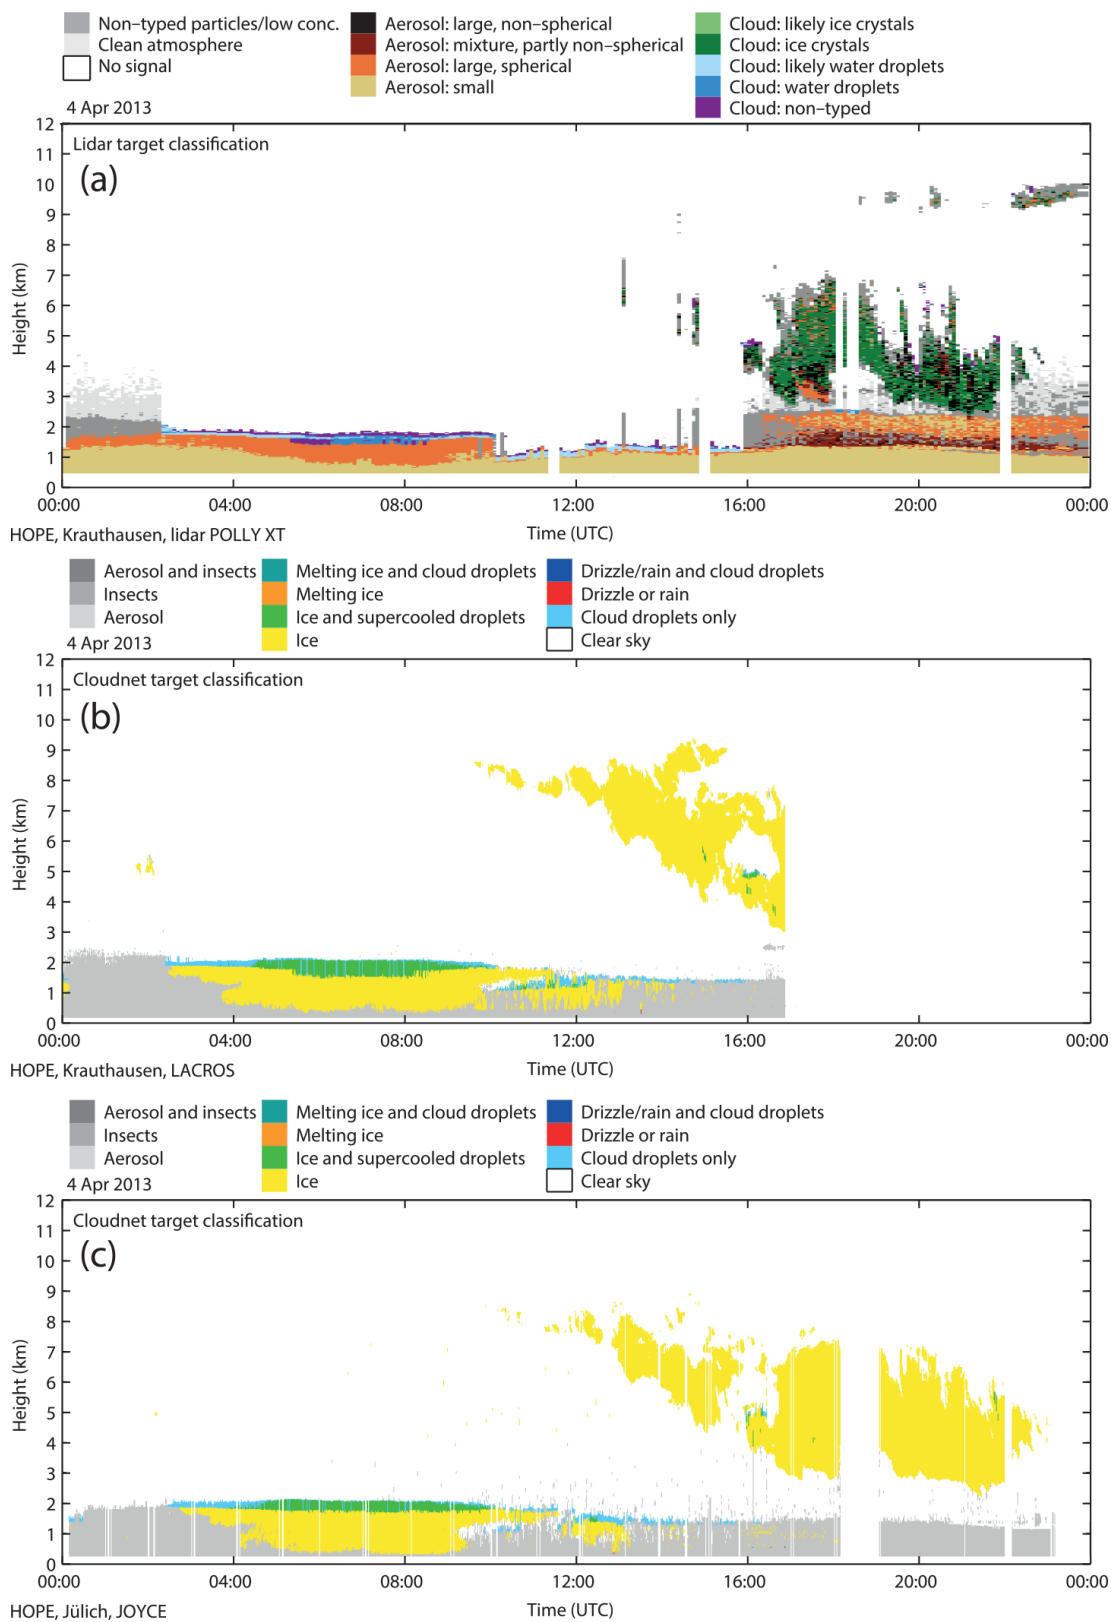 Non–typed particles/low conc.
Clean atmosphere
No signal
Aerosol: large, non–spherical
Aerosol: mixture, partly non–spherical
Aerosol: large, spherical
Aerosol: small
Cloud: likely ice crystals
Cloud: ice crystals
Cloud: likely water droplets
Cloud: water droplets
Cloud: non–typed
4 Apr 2013
Lidar target classification
(a)
Height (km)
12
11
10
9
8
7
6
5
4
3
2
1
0
00:00 04:00 08:00 12:00 16:00 20:00 00:00
HOPE, Krauthausen, lidar POLLY XT
Time (UTC)
Aerosol and insects
Insects
Aerosol
Melting ice and cloud droplets
Melting ice
Ice and supercooled droplets
Ice
Drizzle/rain and cloud droplets
Drizzle or rain
Cloud droplets only
Clear sky
4 Apr 2013
Cloudnet target classification
(b)
Height (km)
12
11
10
9
8
7
6
5
4
3
2
1
0
00:00 04:00 08:00 12:00 16:00 20:00 00:00
HOPE, Krauthausen, LACROS
Time (UTC)
Aerosol and insects
Insects
Aerosol
Melting ice and cloud droplets
Melting ice
Ice and supercooled droplets
Ice
Drizzle/rain and cloud droplets
Drizzle or rain
Cloud droplets only
Clear sky
4 Apr 2013
Cloudnet target classification
(c)
Height (km)
12
11
10
9
8
7
6
5
4
3
2
1
0
00:00 04:00 08:00 12:00 16:00 20:00 00:00
HOPE, Jülich, JOYCE
Time (UTC)